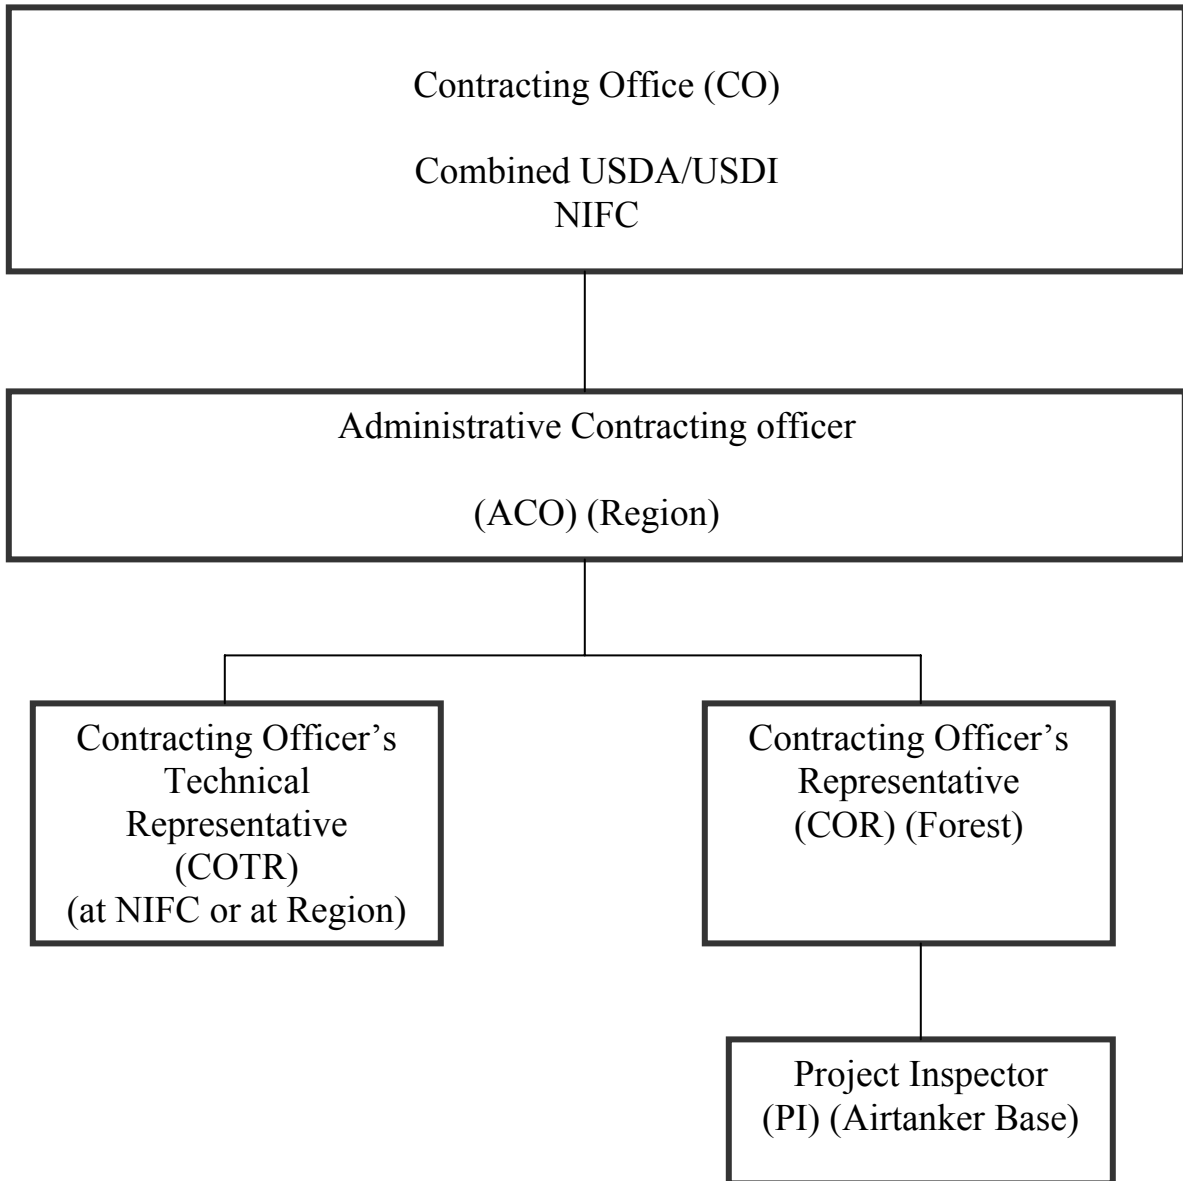 Contracting Office (CO)
Combined USDA/USDI
NIFC
Administrative Contracting officer
(ACO) (Region)
Contracting Officer’s
Technical
Representative
(COTR)
(at NIFC or at Region)
Contracting Officer’s
Representative
(COR) (Forest)
Project Inspector
(PI) (Airtanker Base)